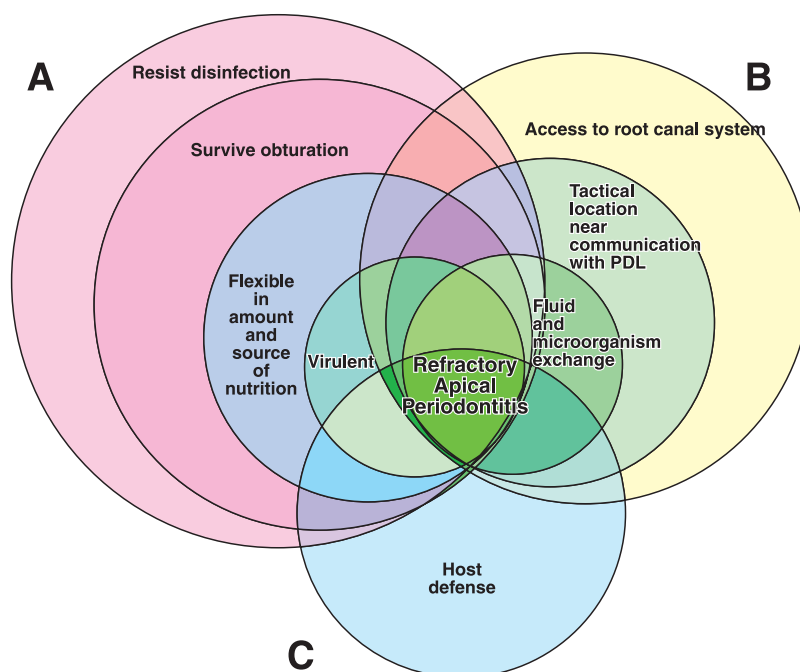 A
B
Resist disinfection
Access to root canal system
Survive obturation
Tactical
location
near
communication
with PDL
Flexible
in
amount
and
source
of
nutrition
Virulent
Fluid
and
microorganism
exchange
Refractory
Apical
Periodontitis
Host
defense
C